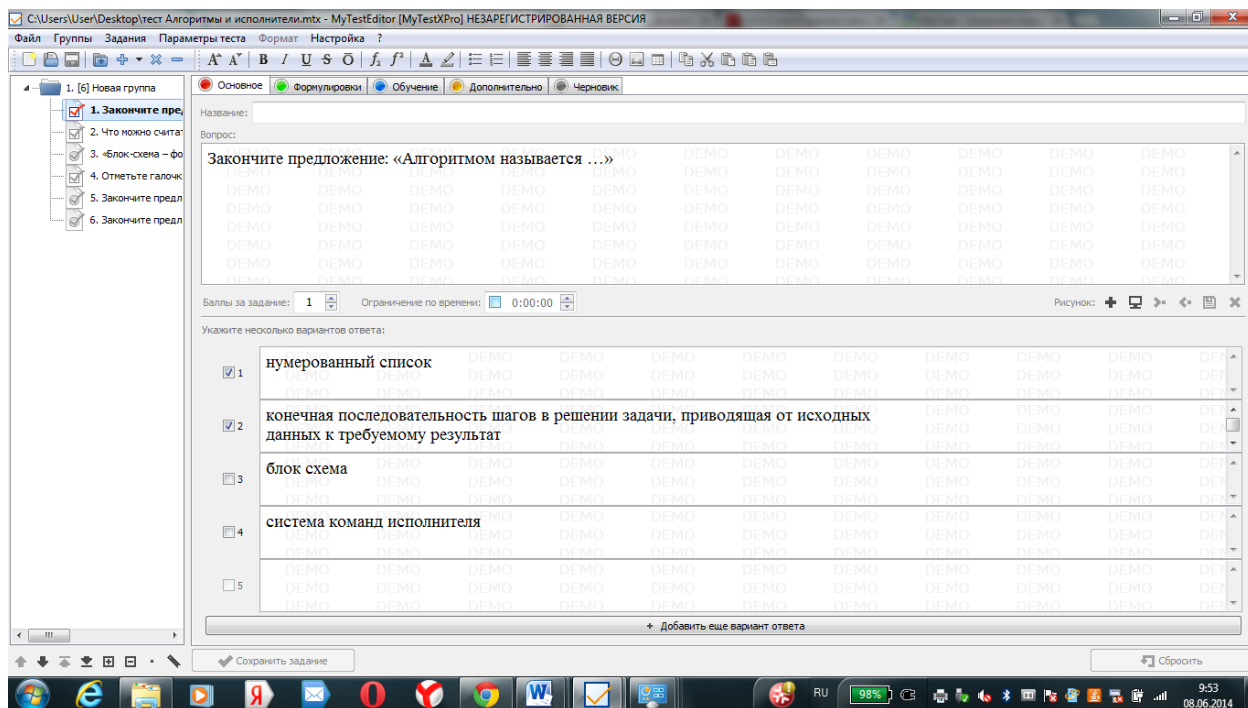 C:\Users\User\Desktop\тест Алгоритмы и исполнители.mtx - MyTestEditor [MyTestXPro] НЕЗАРЕГИСТРИРОВАННАЯ ВЕРСИЯ
Файл Группы Задания Параметры теста Формат Настройка ?
1. [6] Новая группа
1. Закончите пре
2. Что можно счита
3. «Блок-схема – фо
4. Отметьте галочк
5. Закончите предл
6. Закончите предл
Основное Формулировки Обучение Дополнительно Черновик
Название:
Вопрос:
Закончите предложение: «Алгоритмом называется …»
DEMO
Баллы за задание: 1 Ограничение по времени: 0:00:00 Рисунок:
Укажите несколько вариантов ответа:
1 нумерованный список
2 конечная последовательность шагов в решении задачи, приводящая от исходных
данных к требуемому результат
3 блок схема
4 система команд исполнителя
5
+ Добавить еще вариант ответа
Сохранить задание Сбросить
RU 98% 9:53
08.06.2014